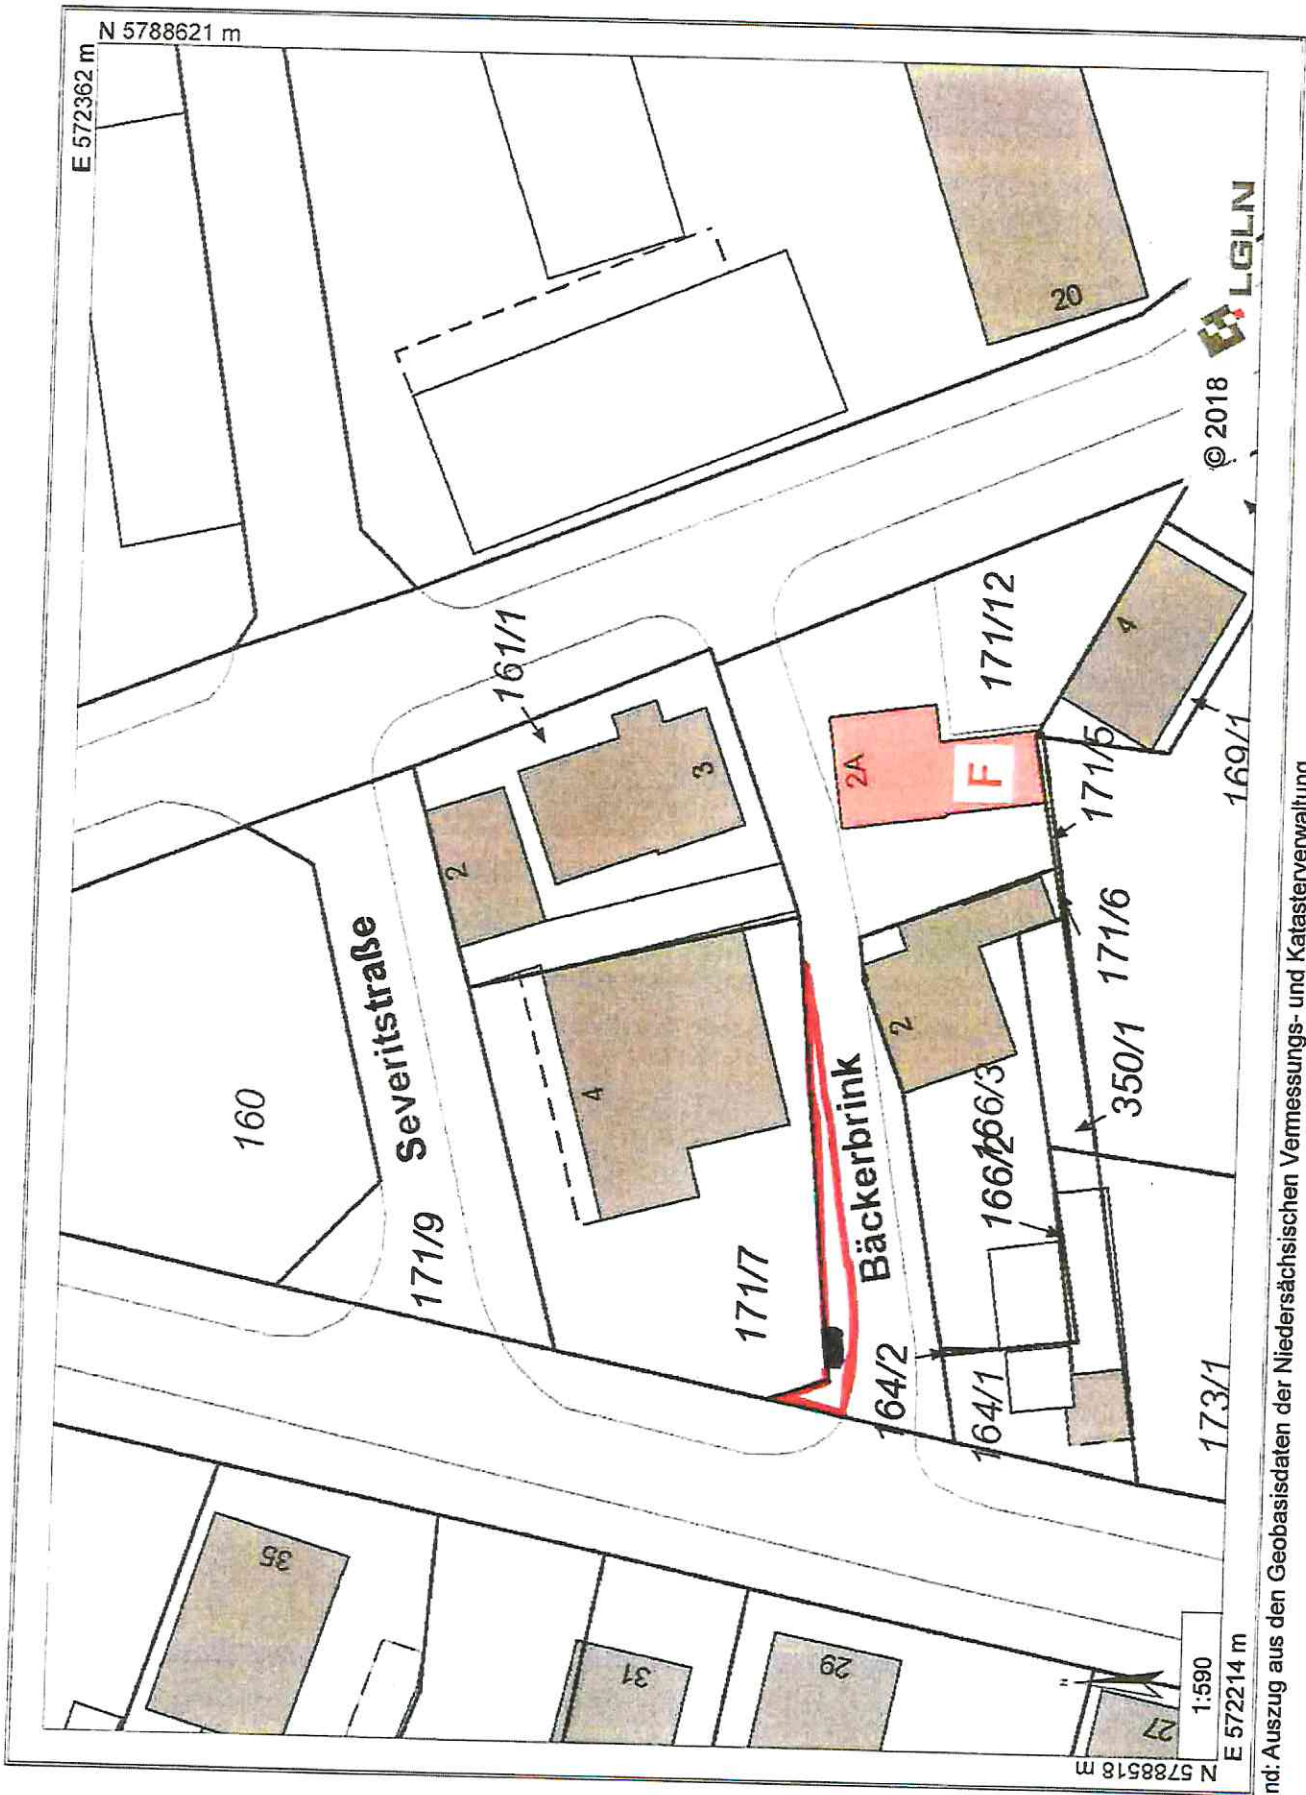 N 5788621 m
E 572362 m
160
Severitstraße
171/9
2
161/1
3
4
171/7
Bäckerbrink
2A
F
171/12
4
20
2
166/3
166/2
350/1
171/6
171/5
169/1
164/2
164/1
173/1
35
31
29
27
1:590
N 5788518 m
E 572214 m
© 2018
LGLN
nd: Auszug aus den Geobasisdaten der Niedersächsischen Vermessungs- und Katasterverwaltung